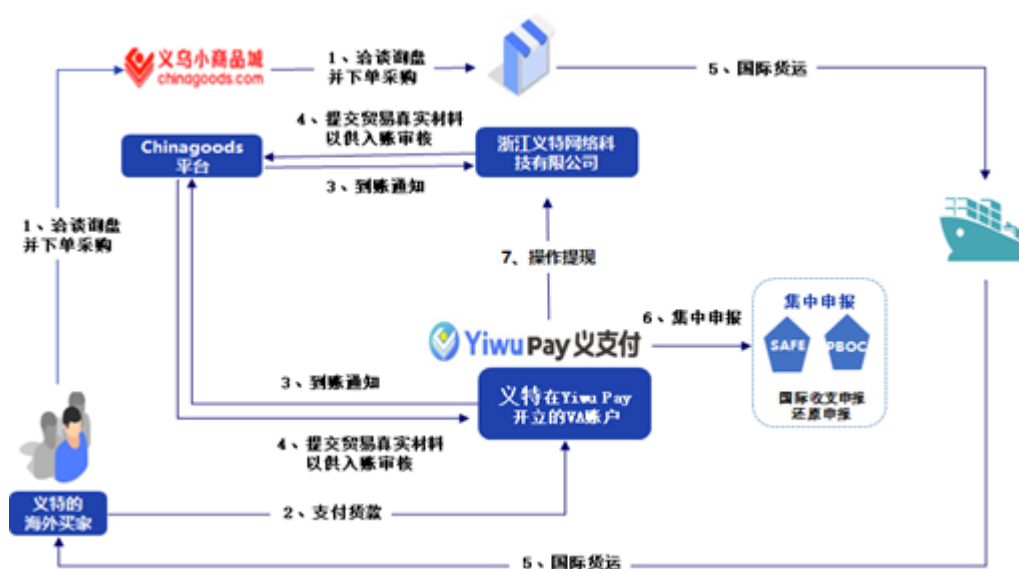 义乌小商品城
chinagoods.com
1、洽谈询盘
并下单采购
5、国际货运
4、提交贸易真实材料
以供入账审核
Chinagoods
平台
浙江义特网络科
技有限公司
3、到账通知
1、洽谈询盘
并下单采购
7、操作提现
集中申报
6、集中申报
SAFE
PBOC
Yiwu Pay 义支付
国际收支申报
还原申报
3、到账通知
义特在Yiwu Pay
开立的VA账户
4、提交贸易真实材料
以供入账审核
义特的
海外买家
2、支付货款
5、国际货运